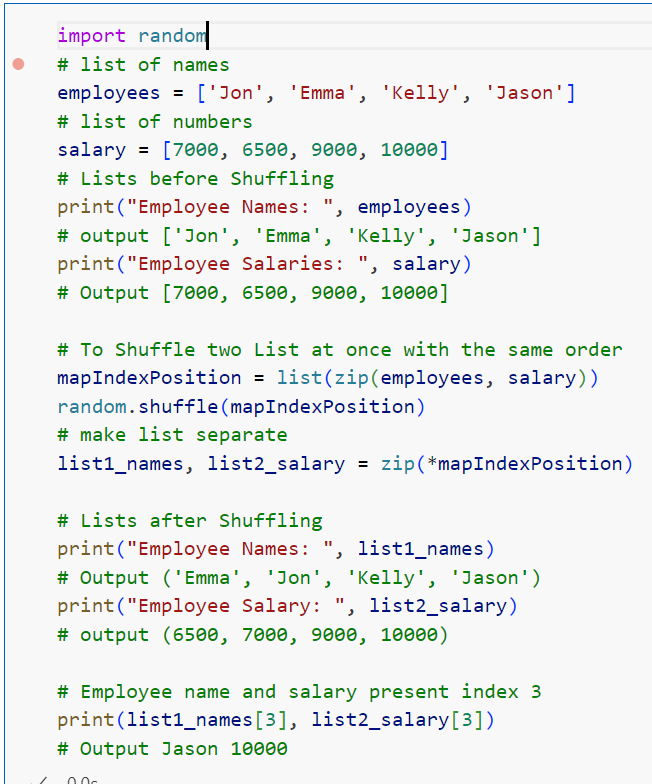 import random
# list of names
employees = ['Jon', 'Emma', 'Kelly', 'Jason']
# list of numbers
salary = [7000, 6500, 9000, 10000]
# Lists before Shuffling
print("Employee Names: ", employees)
# output ['Jon', 'Emma', 'Kelly', 'Jason']
print("Employee Salaries: ", salary)
# Output [7000, 6500, 9000, 10000]
# To Shuffle two List at once with the same order
mapIndexPosition = list(zip(employees, salary))
random.shuffle(mapIndexPosition)
# make list separate
list1_names, list2_salary = zip(*mapIndexPosition)
# Lists after Shuffling
print("Employee Names: ", list1_names)
# Output ('Emma', 'Jon', 'Kelly', 'Jason')
print("Employee Salary: ", list2_salary)
# output (6500, 7000, 9000, 10000)
# Employee name and salary present index 3
print(list1_names[3], list2_salary[3])
# Output Jason 10000
0.0s